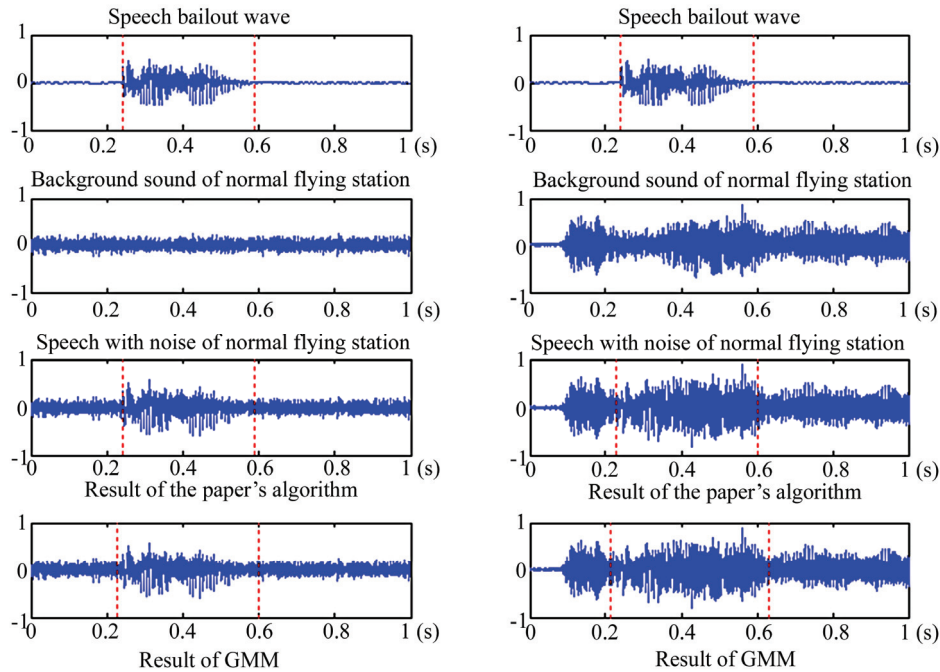 Speech bailout wave
1
0
-1
0 0.2 0.4 0.6 0.8 1 (s)
Background sound of normal flying station
1
0
-1
0 0.2 0.4 0.6 0.8 1 (s)
Speech with noise of normal flying station
1
0
-1
0 0.2 0.4 0.6 0.8 1 (s)
Result of the paper's algorithm
1
0
-1
0 0.2 0.4 0.6 0.8 1 (s)
Result of GMM
Speech bailout wave
1
0
-1
0 0.2 0.4 0.6 0.8 1 (s)
Background sound of normal flying station
1
0
-1
0 0.2 0.4 0.6 0.8 1 (s)
Speech with noise of normal flying station
1
0
-1
0 0.2 0.4 0.6 0.8 1 (s)
Result of the paper's algorithm
1
0
-1
0 0.2 0.4 0.6 0.8 1 (s)
Result of GMM